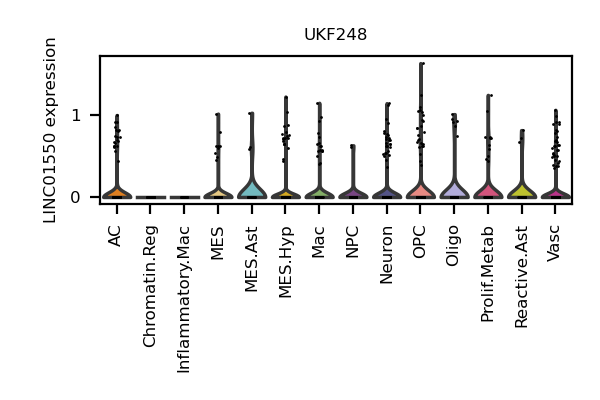 UKF248
LINC01550 expression
1
0
AC
Chromatin.Reg
Inflammatory.Mac
MES
MES.Ast
MES.Hyp
Mac
NPC
Neuron
OPC
Oligo
Prolif.Metab
Reactive.Ast
Vasc